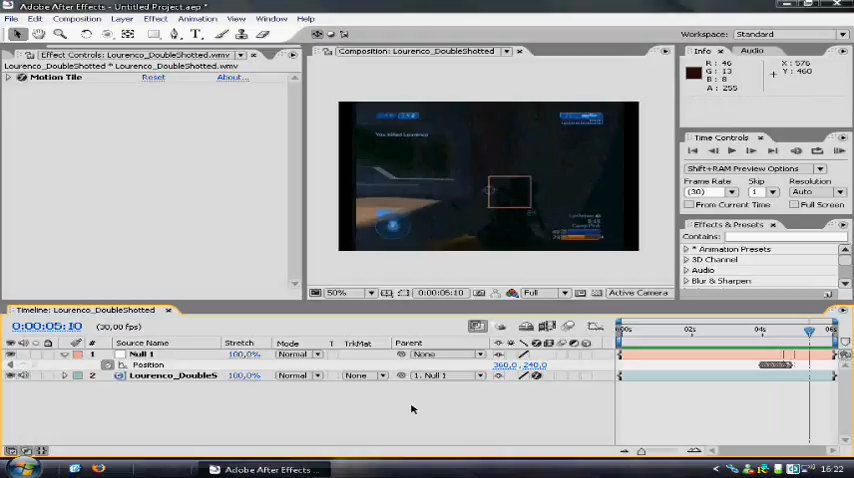 Adobe After Effects - Untitled Project.aep *
File Edit Composition Layer Effect Animation View Window Help
Workspace: Standard
Effect Controls: Lourenco_DoubleShotted.wmv
Lourenco_DoubleShotted * Lourenco_DoubleShotted.wmv
Motion Tile Reset About...
Composition: Lourenco_DoubleShotted
You killed Lourenco
50% 0:00:05:10 Full Active Camera
Info Audio
R : 46
G : 13
B : 8
A : 255
X : 576
Y : 460
Time Controls
Shift+RAM Preview Options
Frame Rate Skip Resolution
(30) 1 Auto
From Current Time Full Screen
Effects & Presets
Contains:
* Animation Presets
3D Channel
Audio
Blur & Sharpen
Timeline: Lourenco_DoubleShotted
0:00:05:10 (30,00 fps)
# Source Name Stretch Mode T TrkMat Parent
00s 02s 04s 06s
1 Null 1 100,0% Normal None
Position 360,0, 240,0
2 Lourenco_DoubleS 100,0% Normal None 1. Null 1
Adobe After Effects ...
16:22